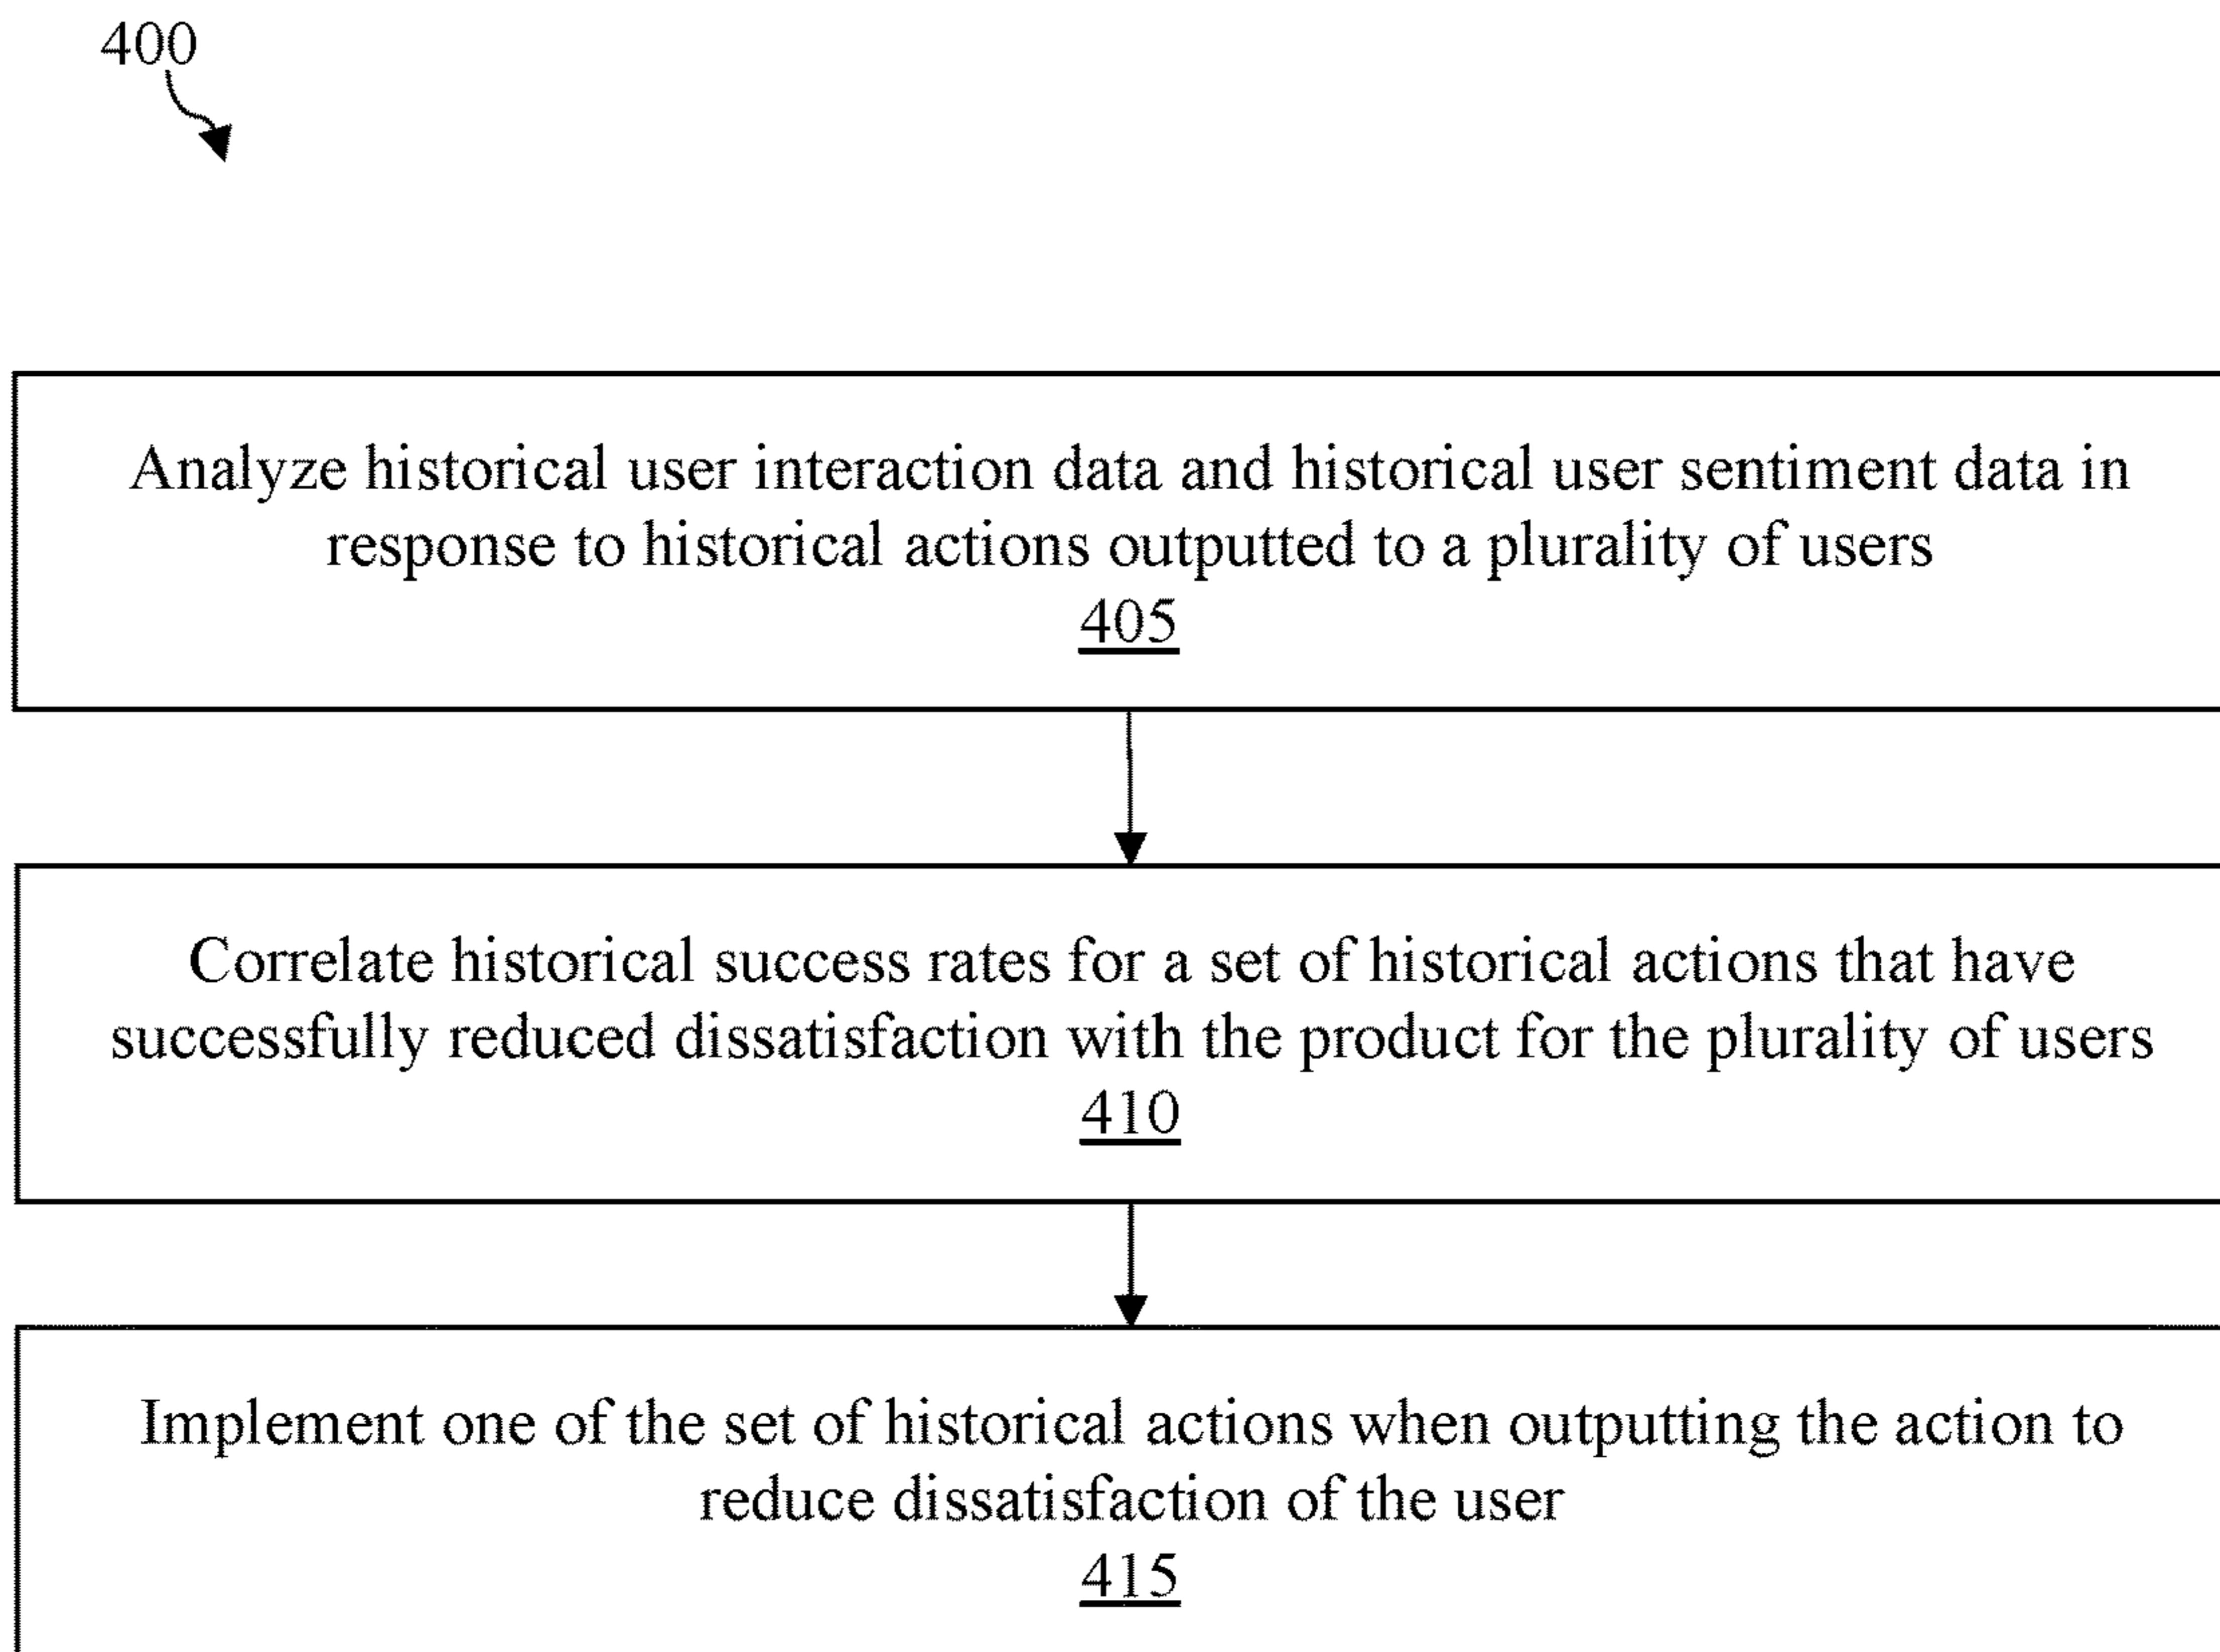 400
Analyze historical user interaction data and historical user sentiment data in
response to historical actions outputted to a plurality of users
405
Correlate historical success rates for a set of historical actions that have
successfully reduced dissatisfaction with the product for the plurality of users
410
Implement one of the set of historical actions when outputting the action to
reduce dissatisfaction of the user
415